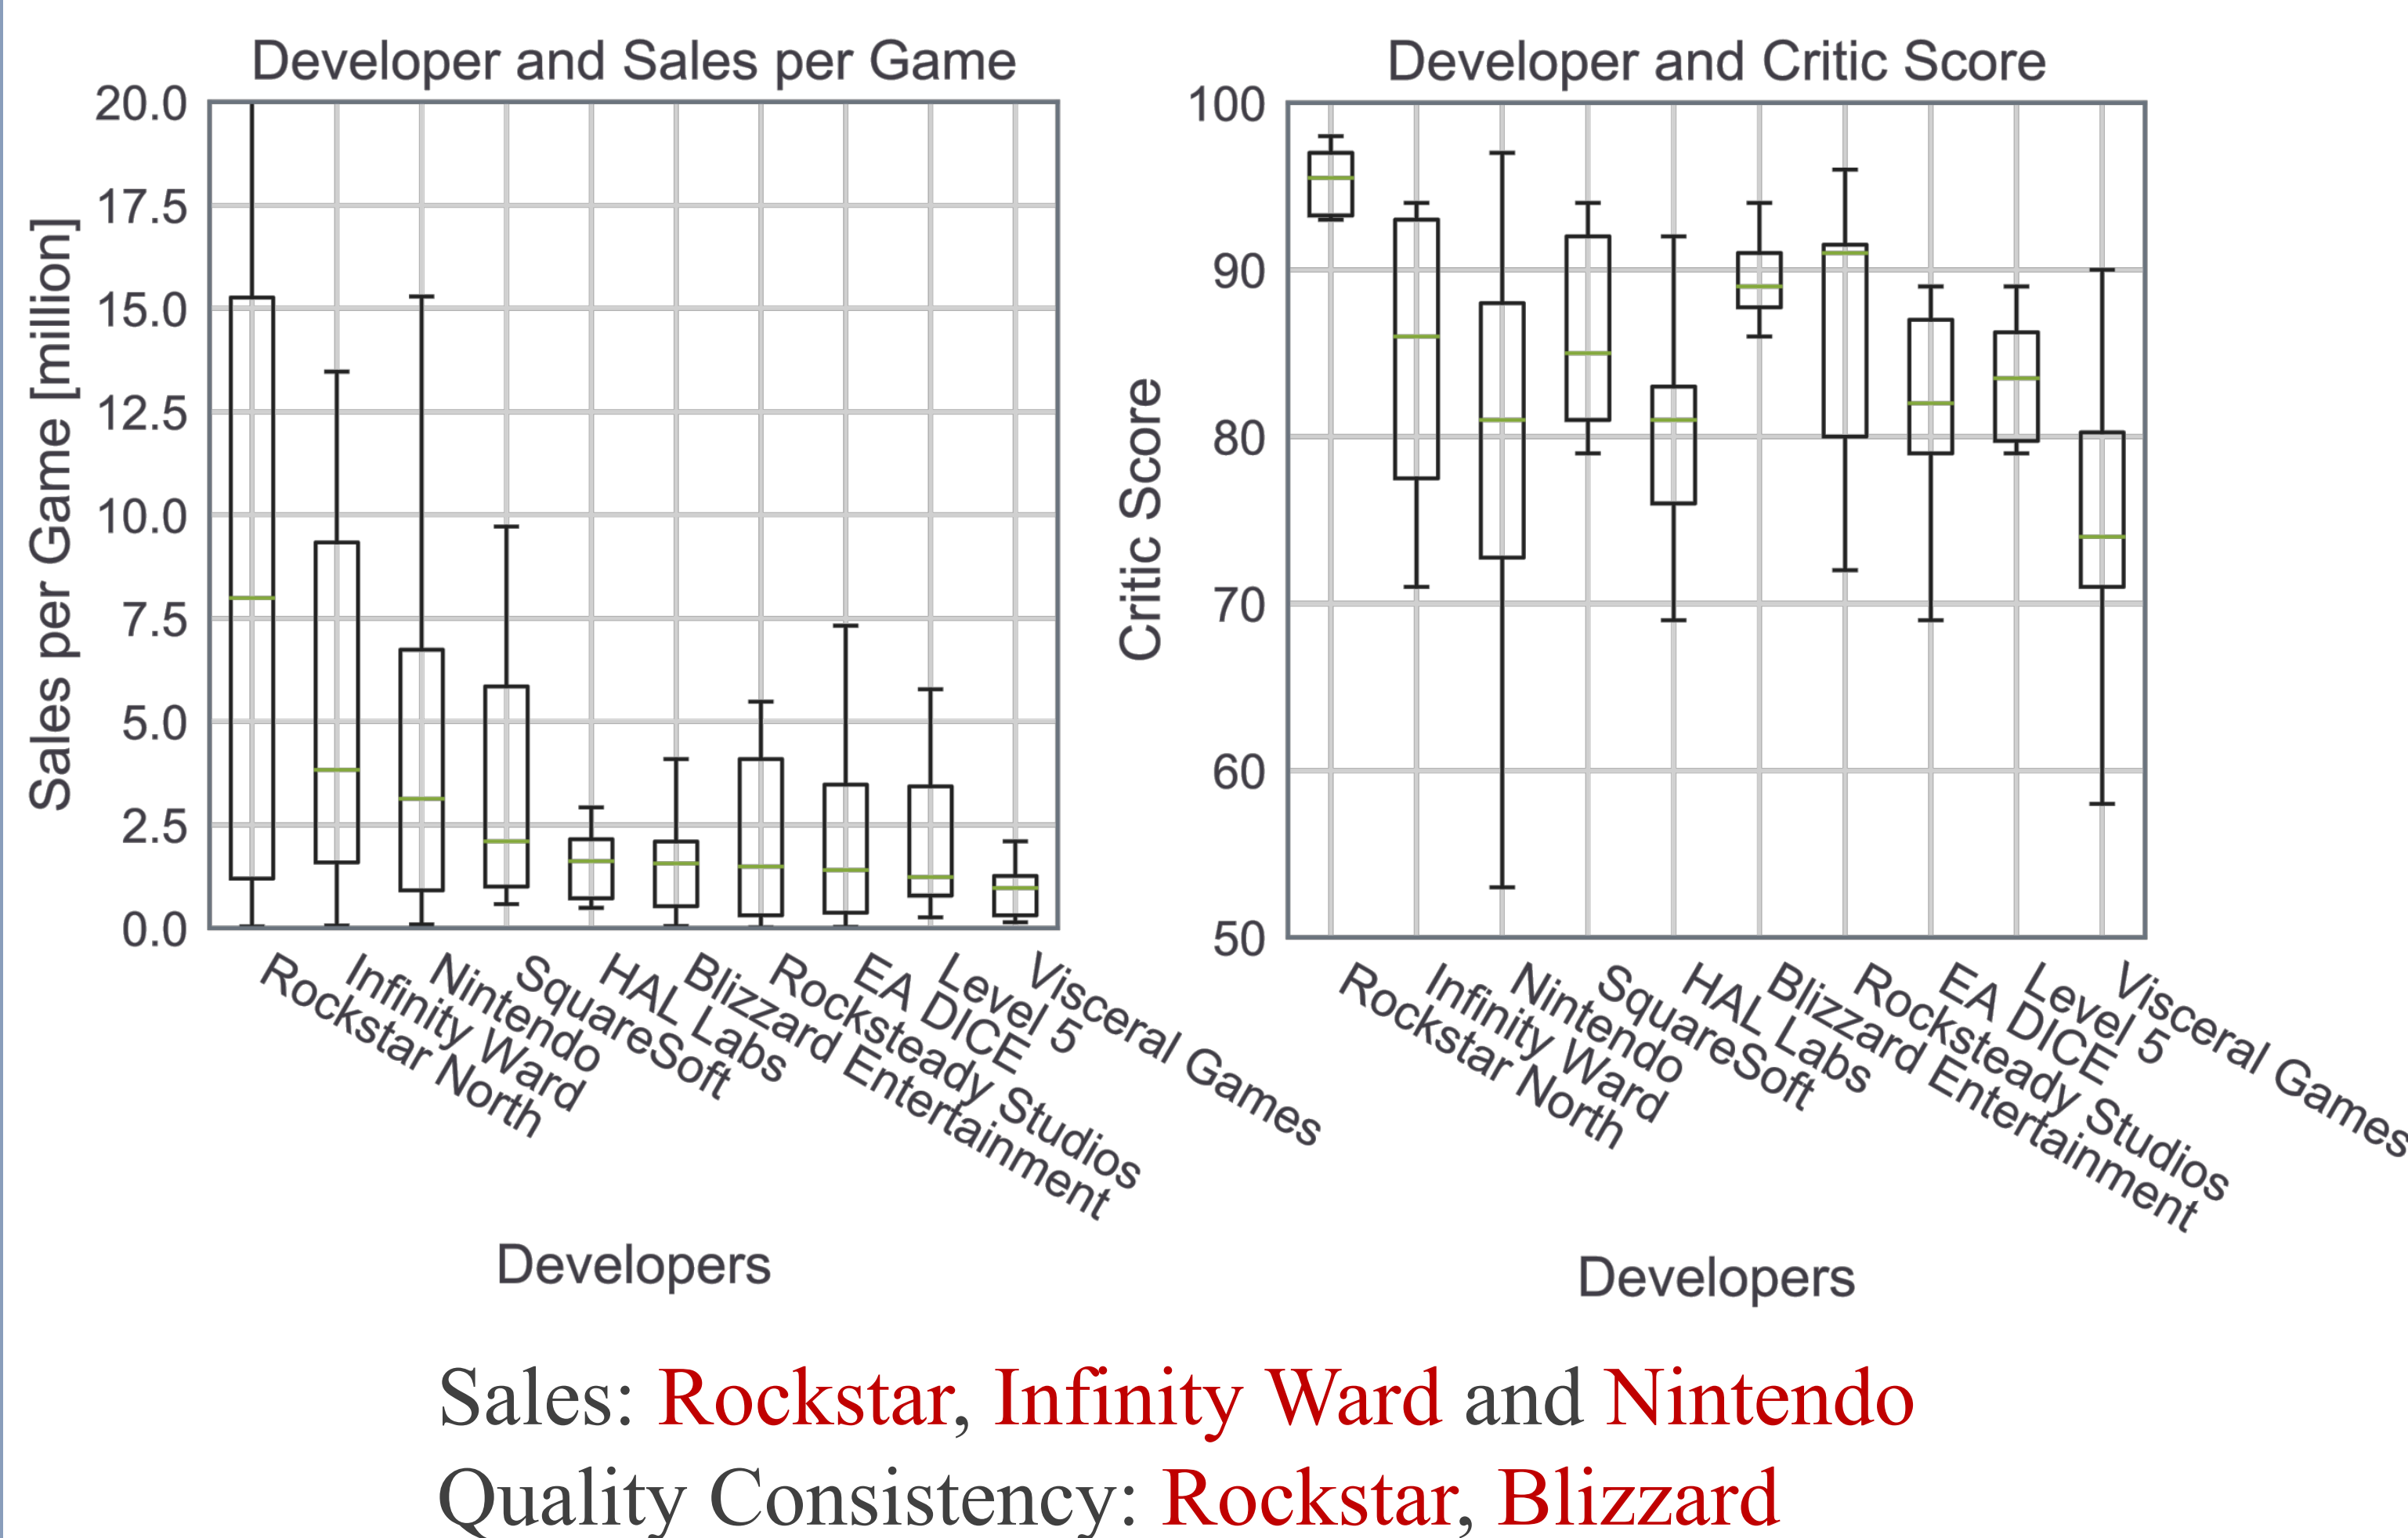 Developer and Sales per Game
Sales per Game [million]
20.0
17.5
15.0
12.5
10.0
7.5
5.0
2.5
0.0
Rockstar North
Infinity Ward
Nintendo
SquareSoft
HAL Labs
Blizzard Entertainment
Rocksteady Studios
EA DICE
Level 5
Visceral Games
Developers
Developer and Critic Score
Critic Score
100
90
80
70
60
50
Rockstar North
Infinity Ward
Nintendo
SquareSoft
HAL Labs
Blizzard Entertainment
Rocksteady Studios
EA DICE
Level 5
Visceral Games
Developers
Sales: Rockstar, Infinity Ward and Nintendo
Quality Consistency: Rockstar, Blizzard